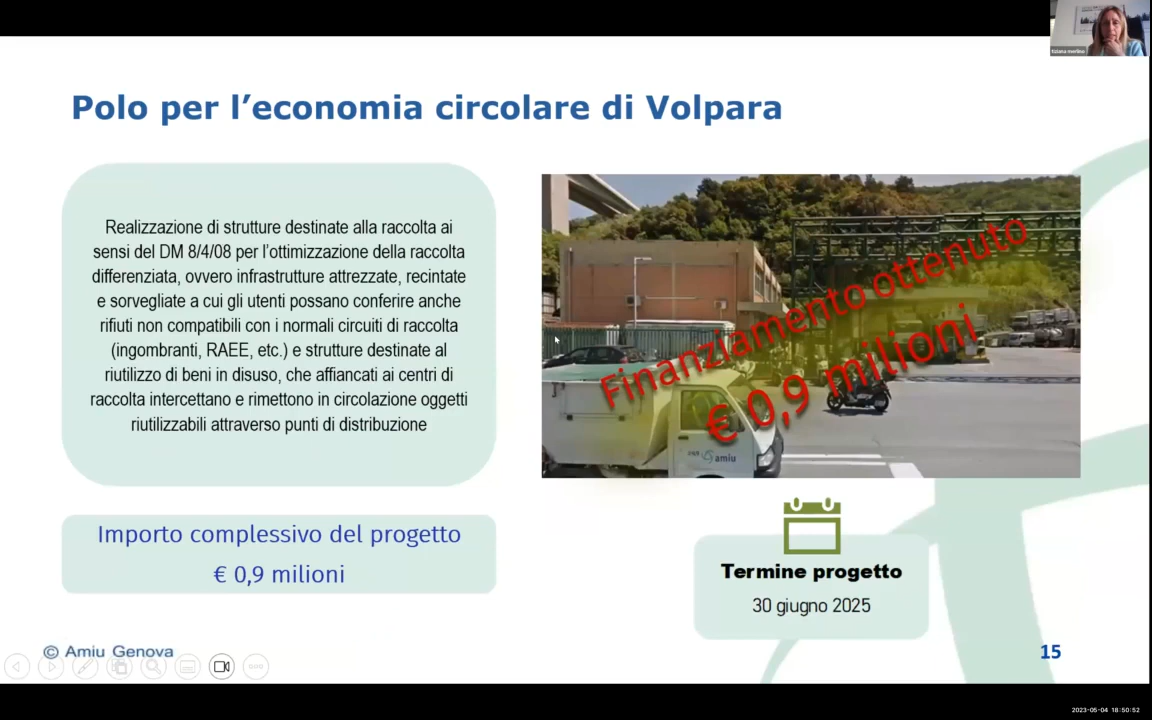 Tiziana merlino
Polo per l’economia circolare di Volpara
Realizzazione di strutture destinate alla raccolta ai
sensi del DM 8/4/08 per l’ottimizzazione della raccolta
differenziata, ovvero infrastrutture attrezzate, recintate
e sorvegliate a cui gli utenti possano conferire anche
rifiuti non compatibili con i normali circuiti di raccolta
(ingombranti, RAEE, etc.) e strutture destinate al
riutilizzo di beni in disuso, che affiancati ai centri di
raccolta intercettano e rimettono in circolazione oggetti
riutilizzabili attraverso punti di distribuzione
Finanziamento ottenuto
€ 0,9 milioni
amiu
Importo complessivo del progetto
€ 0,9 milioni
Termine progetto
30 giugno 2025
© Amiu Genova
15
2023-05-04 18:50:52